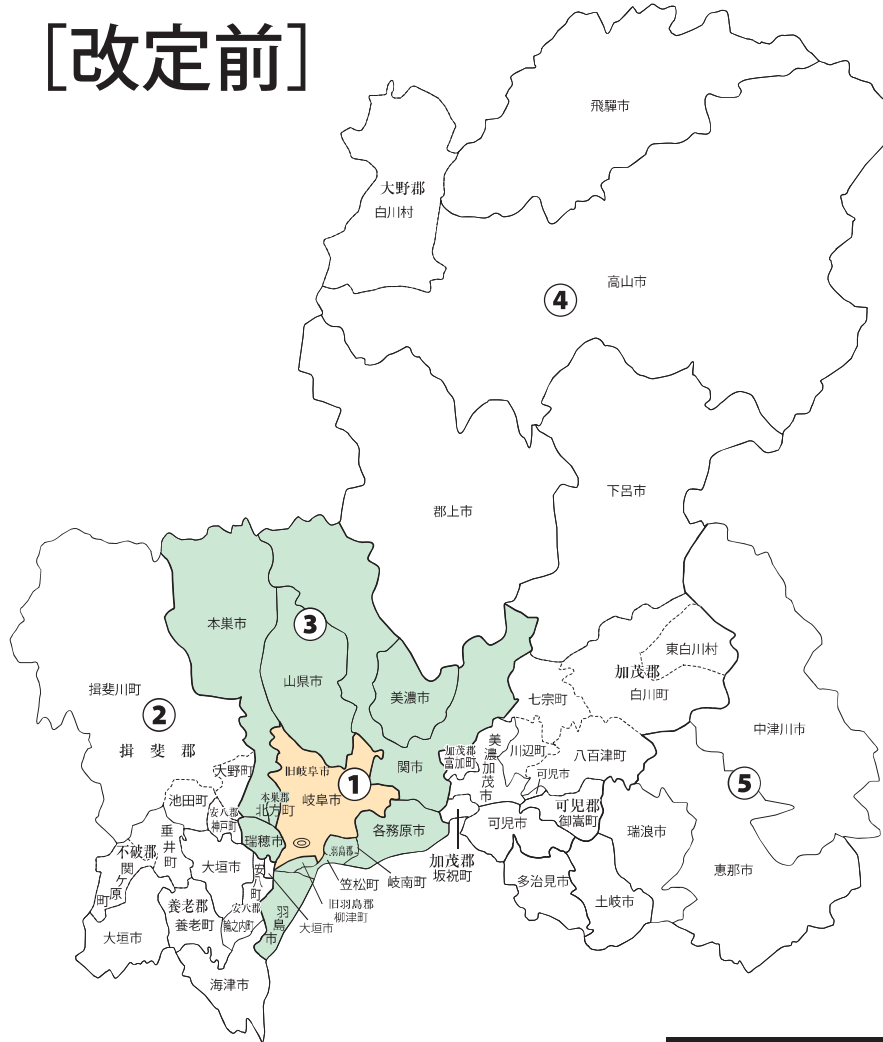 [改定前]
飛驒市
大野郡
白川村
高山市
④
下呂市
郡上市
本巣市
③
山県市
美濃市
東白川村
加茂郡
白川町
七宗町
揖斐川町
②
揖斐郡
中津川市
大野町
関市
加茂郡
富加町
美濃加茂市
川辺町
八百津町
可児市
旧岐阜市
①
⑤
池田町
安八郡
神戸町
本巣郡
北方町
岐阜市
可児郡
御嵩町
垂井町
瑞穂市
各務原市
可児市
瑞浪市
不破郡
関ケ原町
大垣市
安八町
羽島郡
笠松町
岐南町
加茂郡
坂祝町
多治見市
恵那市
土岐市
養老郡
養老町
安八郡
輪之内町
羽島市
大垣市
旧羽島郡
柳津町
大垣市
海津市